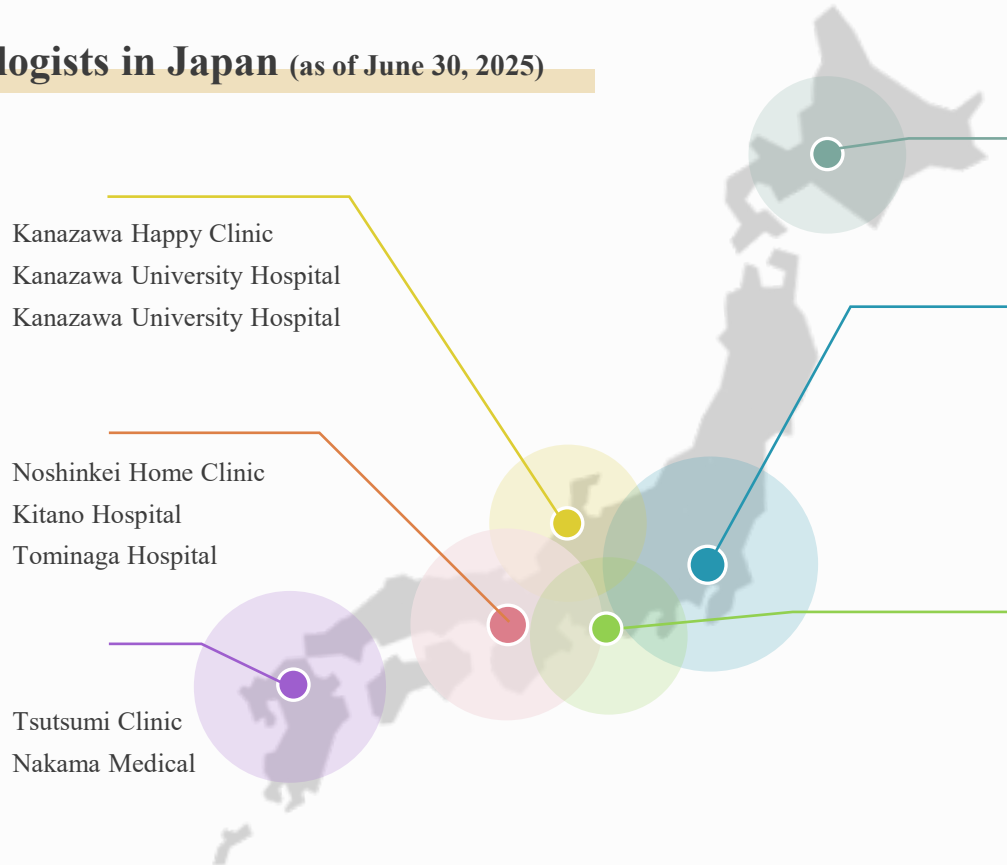 logists in Japan (as of June 30, 2025)
Kanazawa Happy Clinic
Kanazawa University Hospital
Kanazawa University Hospital
Noshinkei Home Clinic
Kitano Hospital
Tominaga Hospital
Tsutsumi Clinic
Nakama Medical